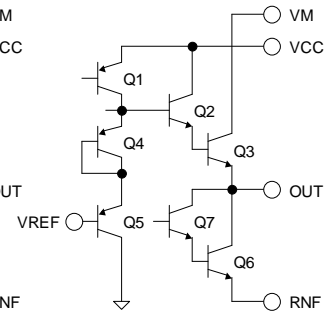 M VM
CC VCC
Q1
Q2
Q4
Q3
UT OUT
VREF Q5 Q7
Q6
NF RNF